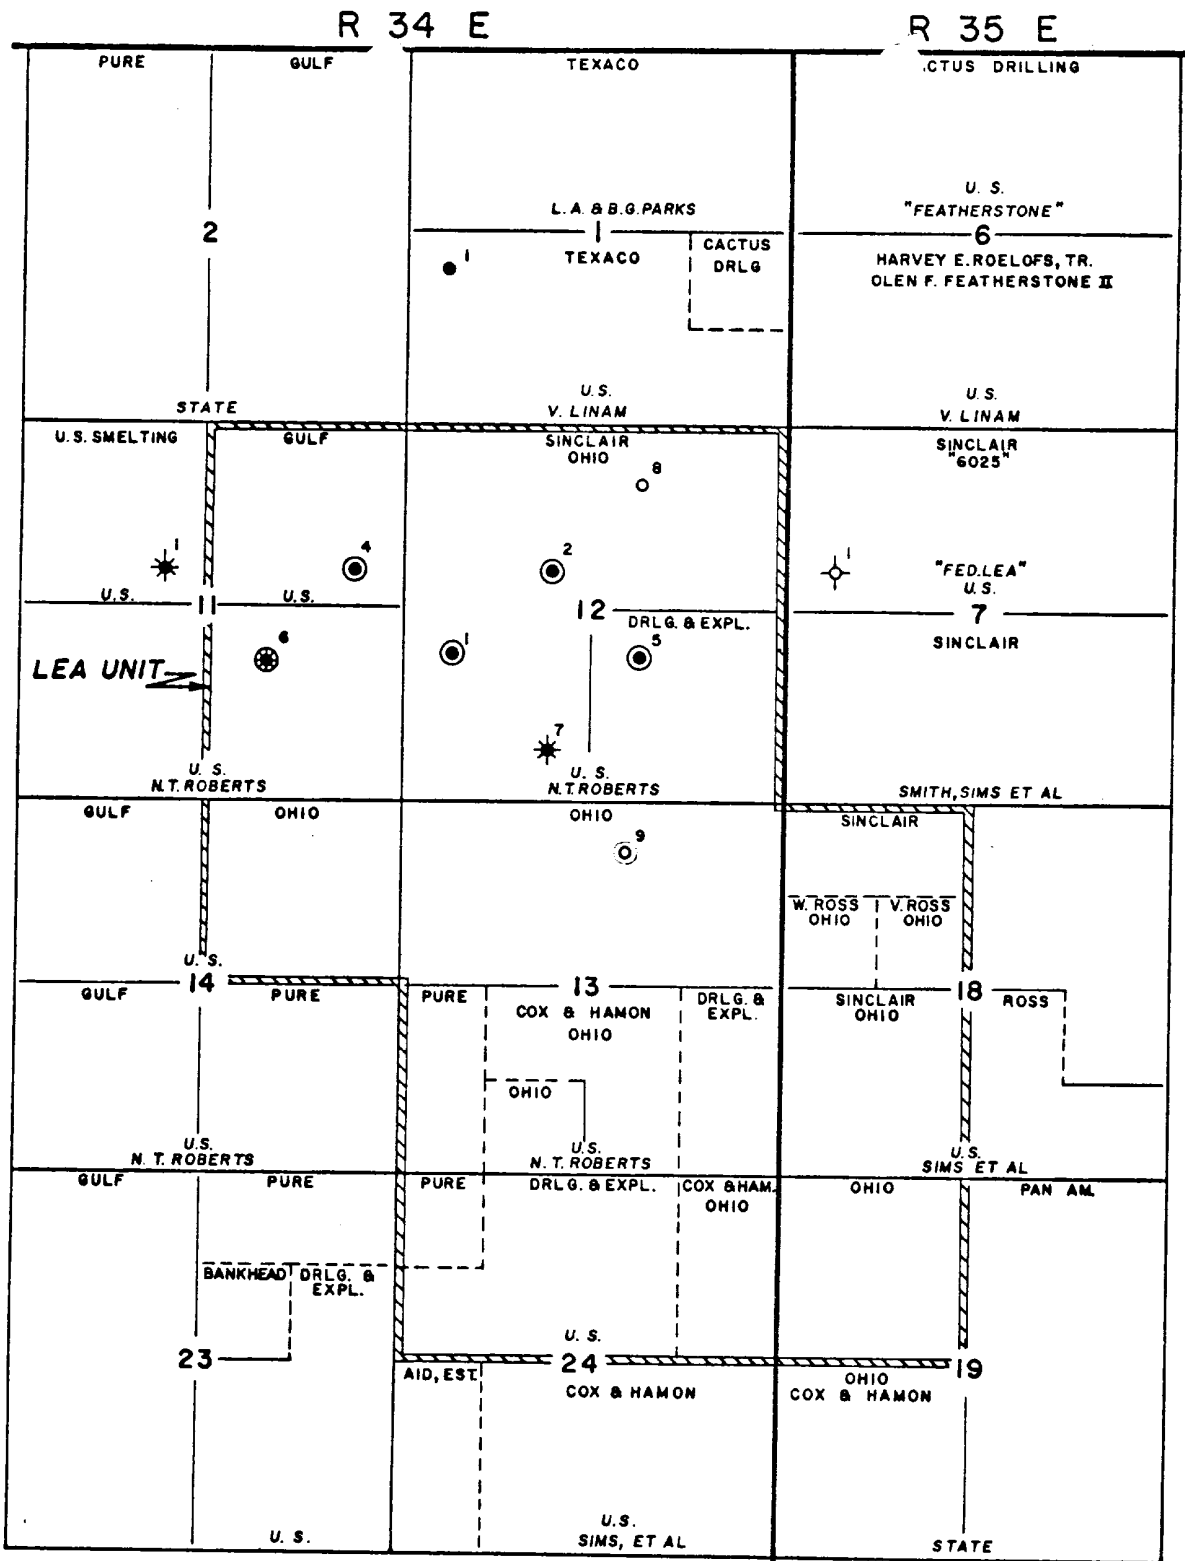 R 34 E
R 35 E
PURE
GULF
TEXACO
CTUS DRILLING
2
L. A. & B.G. PARKS
1
TEXACO
CACTUS
DRLG
1
U. S.
"FEATHERSTONE"
6
HARVEY E. ROELOFS, TR.
OLEN F. FEATHERSTONE II
STATE
U.S.
V. LINAM
U.S.
V. LINAM
U.S. SMELTING
GULF
SINCLAIR
OHIO
SINCLAIR
"6025"
8
1
4
2
1
"FED. LEA"
U.S.
U.S.
11
U.S.
12
DRLG. & EXPL.
7
SINCLAIR
6
1
5
LEA UNIT
7
U. S.
N.T. ROBERTS
U. S.
N.T. ROBERTS
SMITH, SIMS ET AL
GULF
OHIO
OHIO
SINCLAIR
9
W. ROSS
OHIO
V. ROSS
OHIO
U. S.
14
GULF
PURE
PURE
13
COX & HAMON
OHIO
DRLG. &
EXPL.
SINCLAIR
OHIO
18
ROSS
OHIO
U.S.
N. T. ROBERTS
U.S.
N. T. ROBERTS
U.S.
SIMS ET AL
GULF
PURE
PURE
DRLG. & EXPL.
COX & HAM.
OHIO
OHIO
PAN AM.
BANKHEAD
DRLG. &
EXPL.
23
U. S.
24
19
AID, EST.
COX & HAMON
OHIO
COX & HAMON
U. S.
U.S.
SIMS, ET AL
STATE